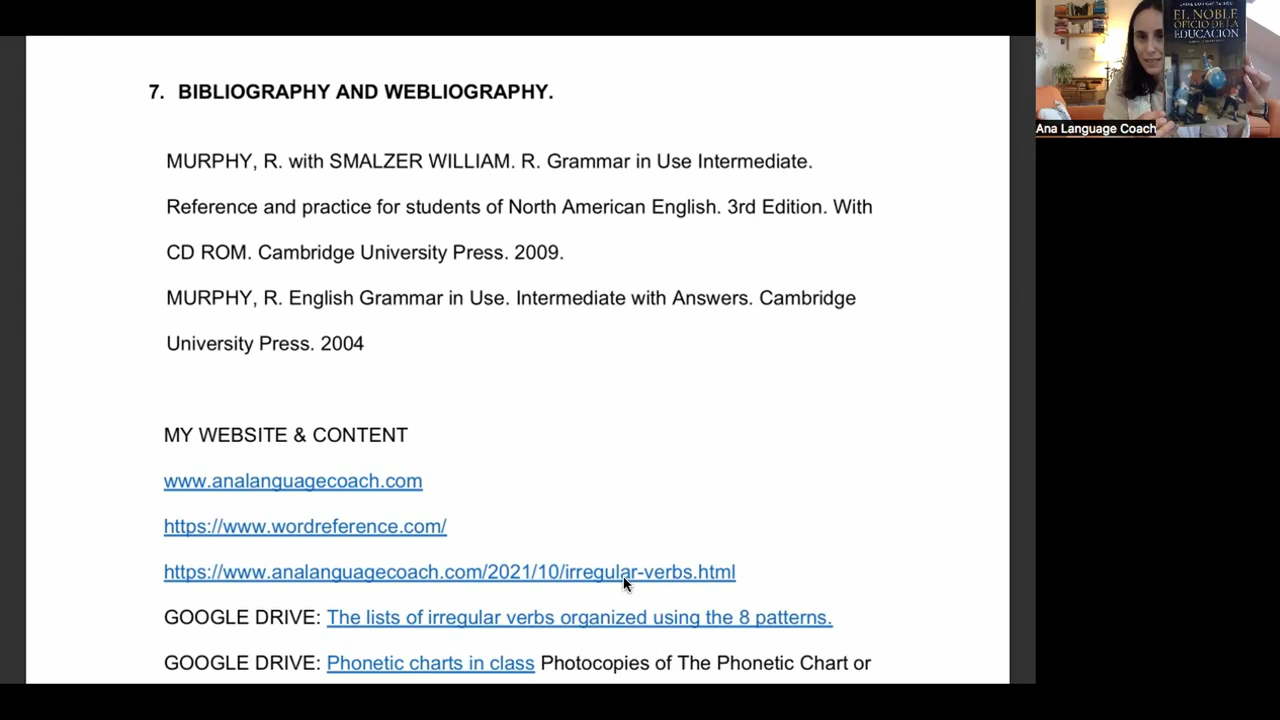 7. BIBLIOGRAPHY AND WEBLIOGRAPHY.
MURPHY, R. with SMALZER WILLIAM. R. Grammar in Use Intermediate.
Reference and practice for students of North American English. 3rd Edition. With
CD ROM. Cambridge University Press. 2009.
MURPHY, R. English Grammar in Use. Intermediate with Answers. Cambridge
University Press. 2004
MY WEBSITE & CONTENT
www.analanguagecoach.com
https://www.wordreference.com/
https://www.analanguagecoach.com/2021/10/irregular-verbs.html
GOOGLE DRIVE: The lists of irregular verbs organized using the 8 patterns.
GOOGLE DRIVE: Phonetic charts in class Photocopies of The Phonetic Chart or
EL NOBLE
OFICIO DE LA
EDUCACIÓN
Ana Language Coach